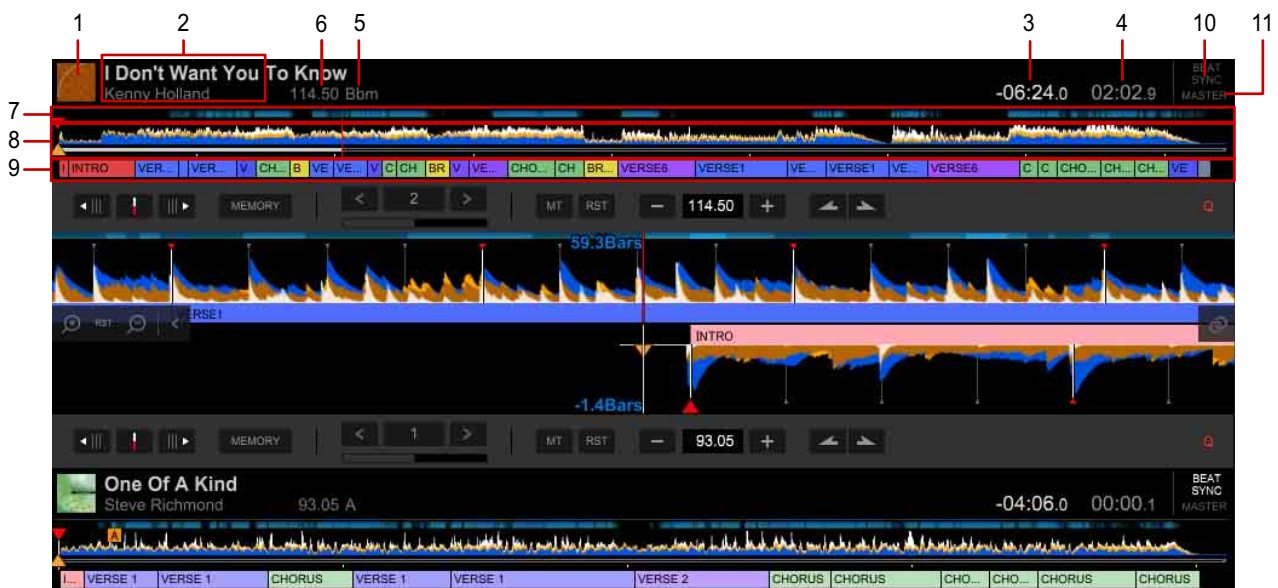 1 2 6 5 3 4 10 11
I Don't Want You To Know
Kenny Holland 114.50 Bbm
-06:24.0 02:02.9
BEAT
SYNC
MASTER
7
8
9
I INTRO VER... VER... V CH... B VE VE... V C CH BR V VE... CHO... CH BR... VERSE6 VERSE1 VE... VERSE1 VE... VERSE6 C C CHO... CH... CH... VE
MEMORY < 2 > MT RST − 114.50 + Q
59.3Bars
VERSE1
RST <
INTRO
-1.4Bars
MEMORY < 1 > MT RST − 93.05 + Q
One Of A Kind
Steve Richmond 93.05 A
-04:06.0 00:00.1
BEAT
SYNC
MASTER
A
I... VERSE 1 VERSE 1 CHORUS VERSE 1 VERSE 1 VERSE 2 CHORUS CHORUS CHO... CHO... CHORUS CHORUS